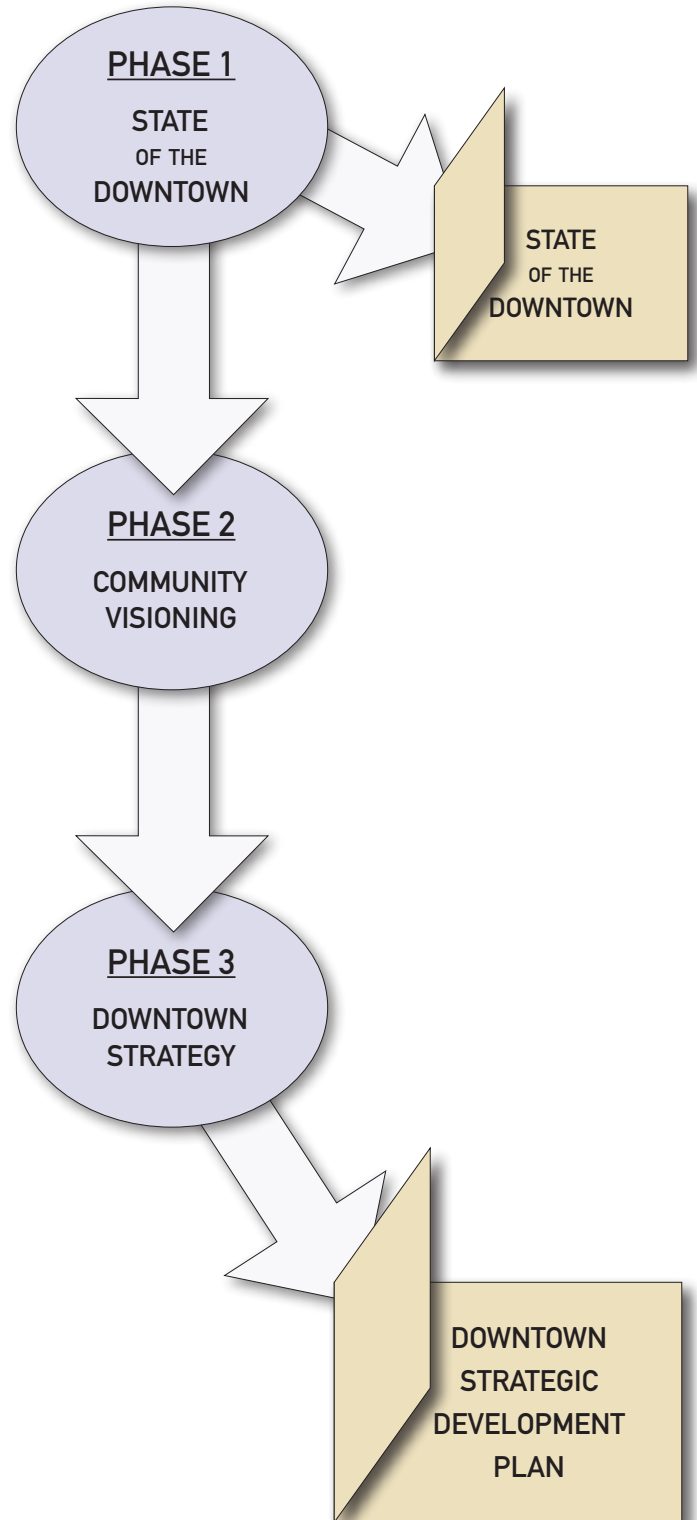 PHASE 1
STATE
OF THE
DOWNTOWN
STATE
OF THE
DOWNTOWN
PHASE 2
COMMUNITY
VISIONING
PHASE 3
DOWNTOWN
STRATEGY
DOWNTOWN
STRATEGIC
DEVELOPMENT
PLAN